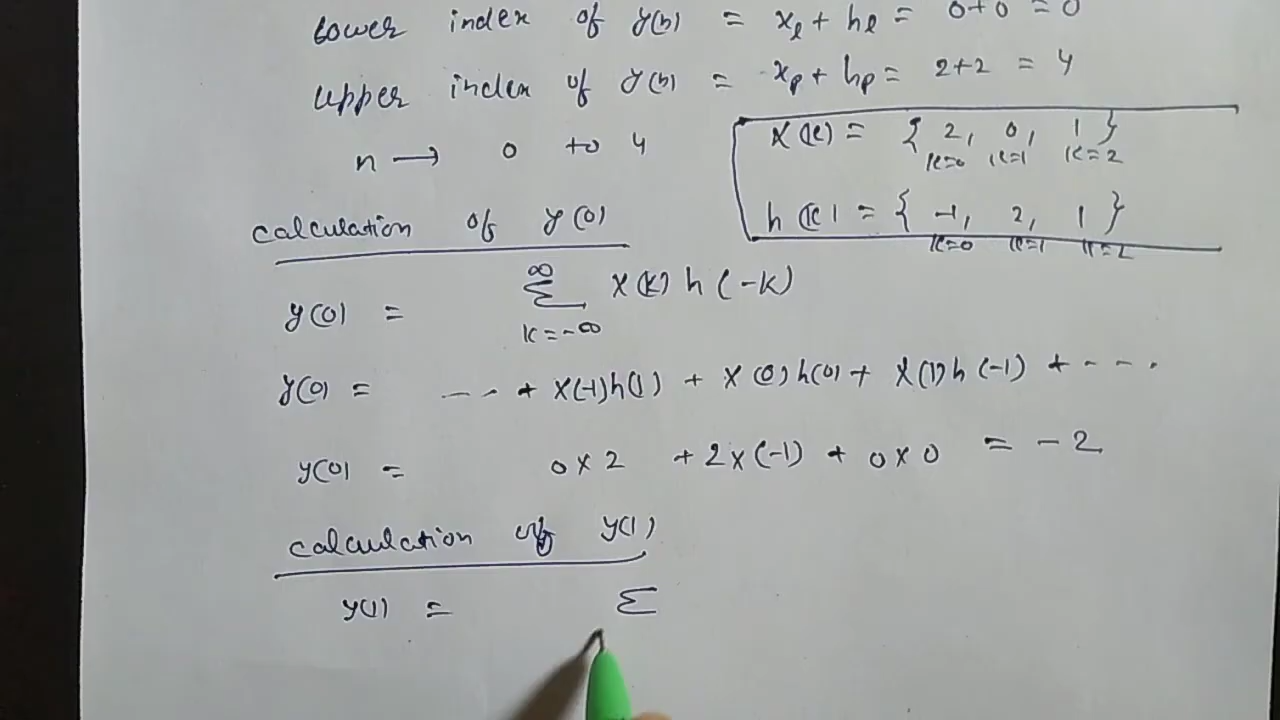 Lower index of y(n) = xl + hl = 0+0 = 0
Upper index of y(n) = xp + hp = 2+2 = 4
n → 0 to 4
x(k) = { 2, 0, 1 }
k=0 k=1 k=2
h(k) = { -1, 2, 1 }
k=0 k=1 k=2
calculation of y(0)
y(0) = ∞ Σ k=-∞ x(k) h(-k)
y(0) = ---- + x(-1)h(1) + x(0)h(0) + x(1)h(-1) + ----.
y(0) = 0×2 + 2×(-1) + 0×0 = -2
calculation of y(1)
y(1) = Σ